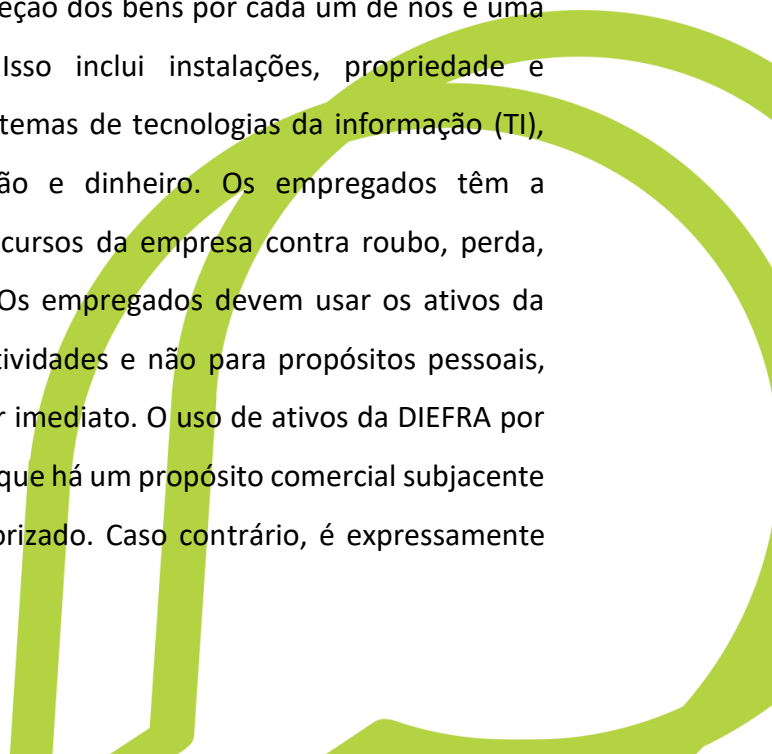 eção dos bens por cada um de nós é uma
Isso inclui instalações, propriedade e
temas de tecnologias da informação (TI),
ão e dinheiro. Os empregados têm a
cursos da empresa contra roubo, perda,
Os empregados devem usar os ativos da
tividades e não para propósitos pessoais,
r imediato. O uso de ativos da DIEFRA por
que há um propósito comercial subjacente
orizado. Caso contrário, é expressamente